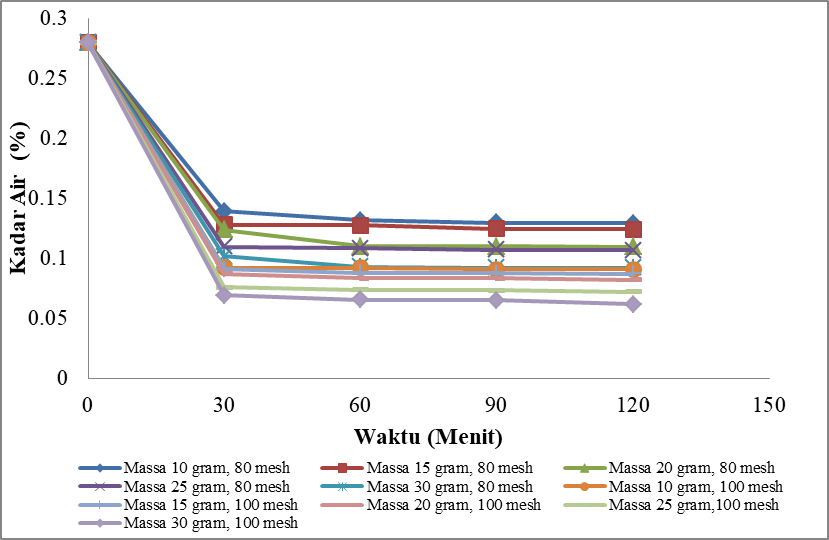 Kadar Air (%)
0.3
0.25
0.2
0.15
0.1
0.05
0
0 30 60 90 120 150
Waktu (Menit)
Massa 10 gram, 80 mesh Massa 15 gram, 80 mesh Massa 20 gram, 80 mesh
Massa 25 gram, 80 mesh Massa 30 gram, 80 mesh Massa 10 gram, 100 mesh
Massa 15 gram, 100 mesh Massa 20 gram, 100 mesh Massa 25 gram,100 mesh
Massa 30 gram, 100 mesh